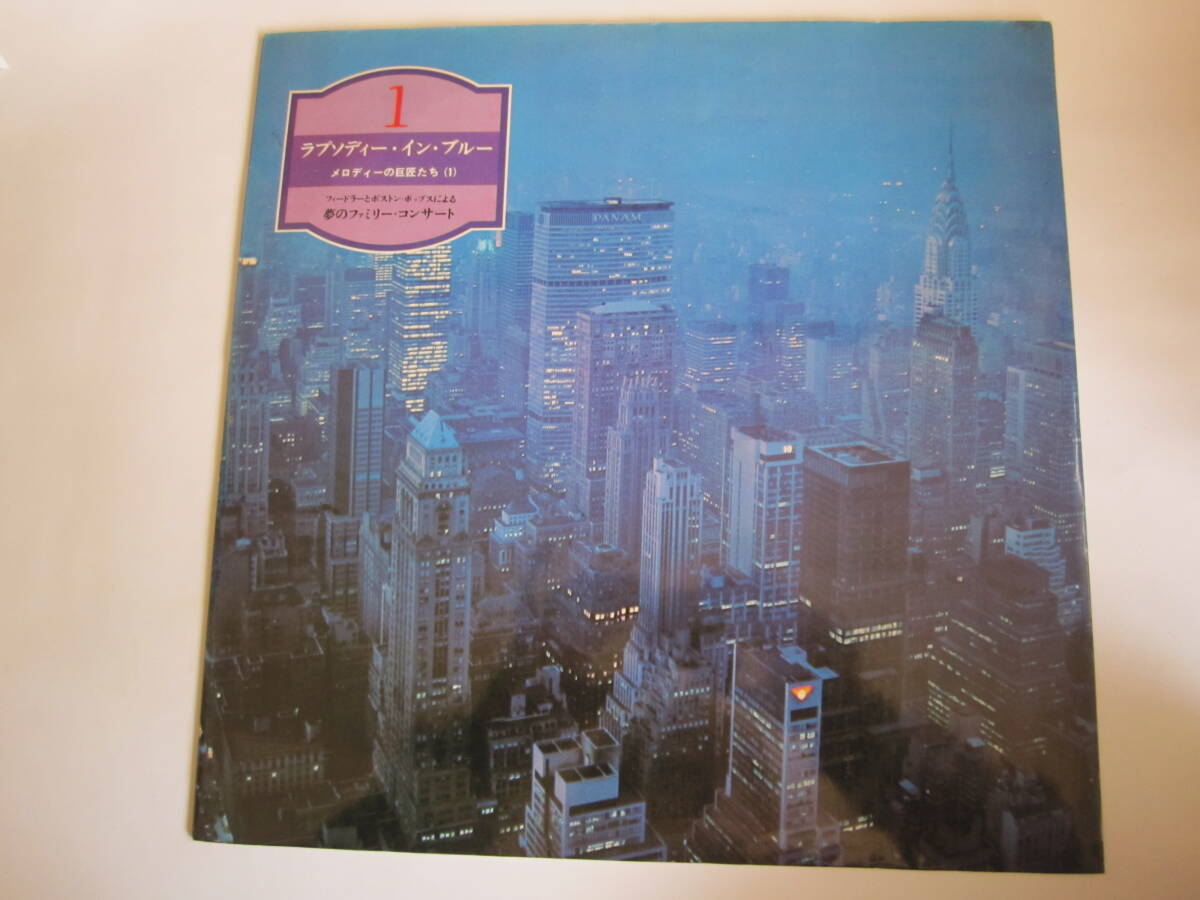 1
ラプソディー・イン・ブルー
メロディーの巨匠たち (1)
フィードラーとボストン・ポップスによる
夢のファミリー・コンサート
PANAM
10